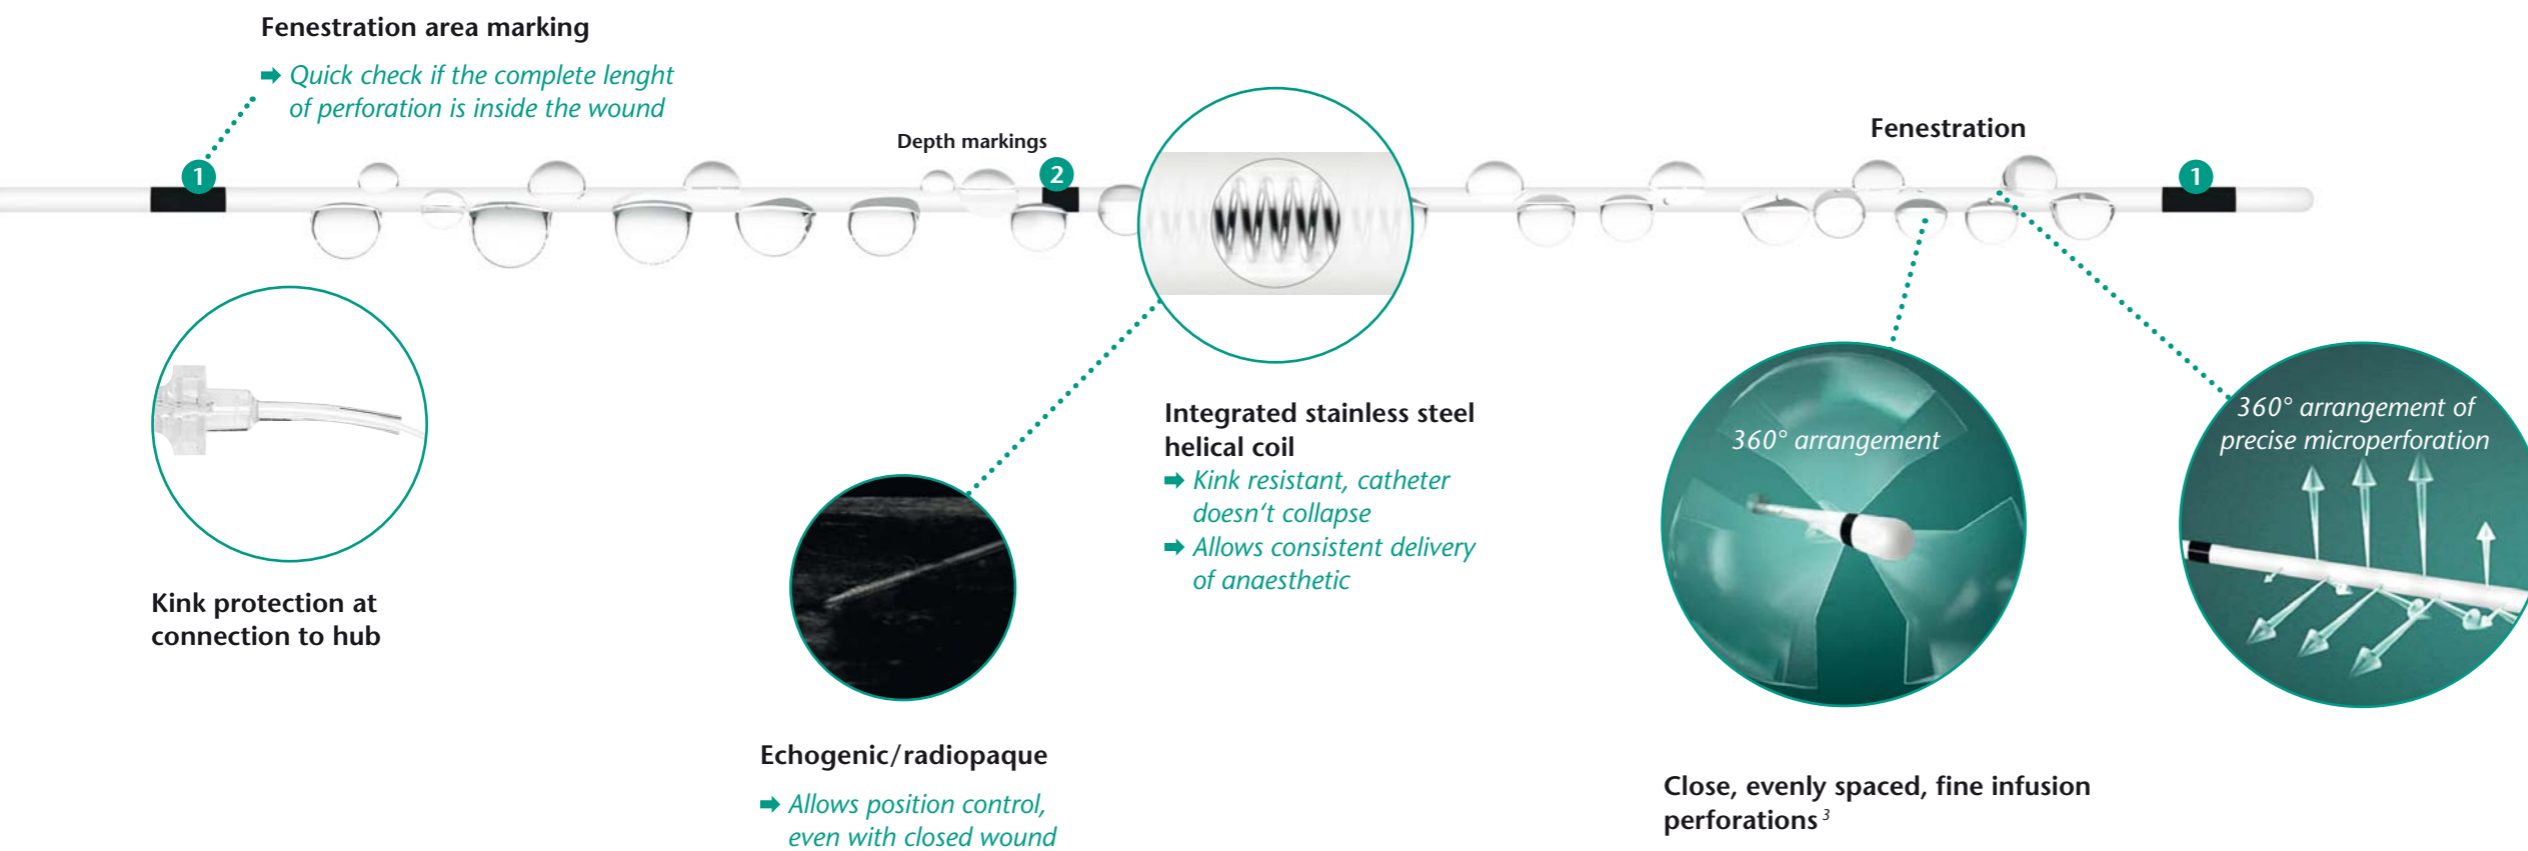 Fenestration area marking
➡ Quick check if the complete lenght
of perforation is inside the wound
1
Depth markings
2
Fenestration
1
Kink protection at
connection to hub
Echogenic/radiopaque
➡ Allows position control,
even with closed wound
Integrated stainless steel
helical coil
➡ Kink resistant, catheter
doesn‘t collapse
➡ Allows consistent delivery
of anaesthetic
360° arrangement
360° arrangement of
precise microperforation
Close, evenly spaced, fine infusion
perforations 3